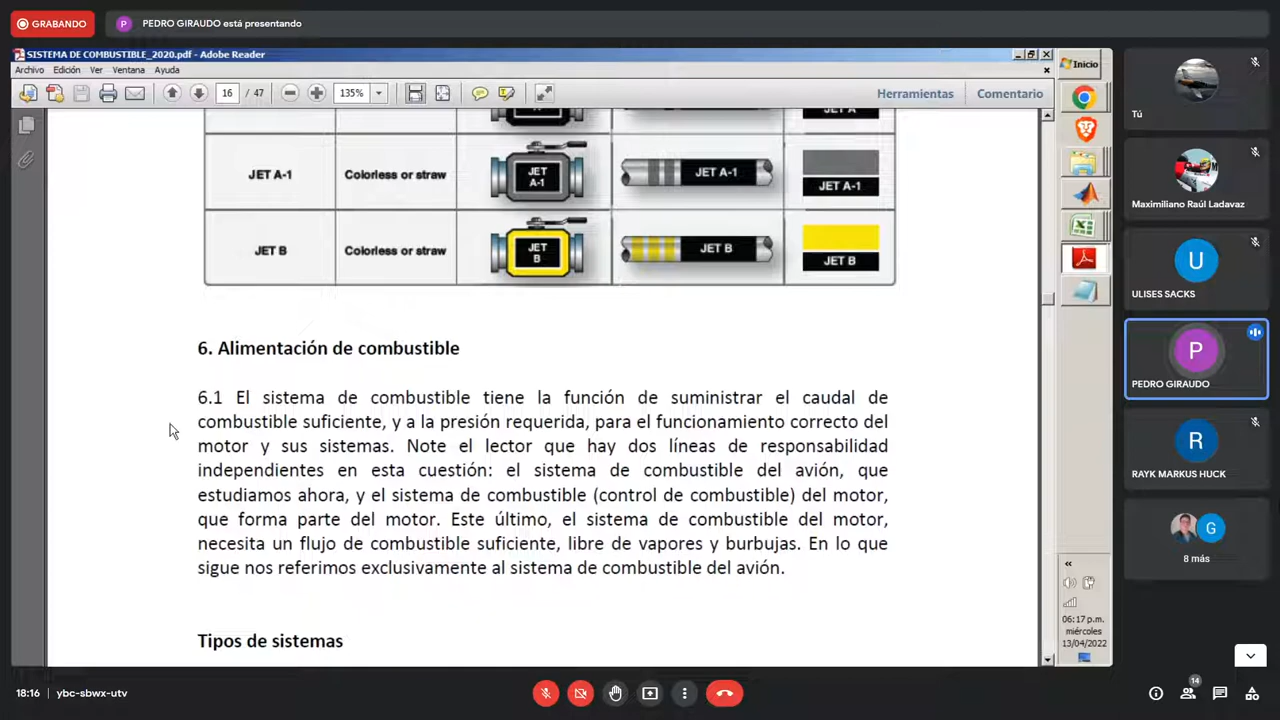 GRABANDO
P PEDRO GIRAUDO está presentando
SISTEMA DE COMBUSTIBLE_2020.pdf - Adobe Reader
Archivo Edición Ver Ventana Ayuda
16 / 47 135% Herramientas Comentario
JET A
JET A-1 Colorless or straw JET A-1 JET A-1 JET A-1
JET B Colorless or straw JET B JET B JET B
6. Alimentación de combustible
6.1 El sistema de combustible tiene la función de suministrar el caudal de
combustible suficiente, y a la presión requerida, para el funcionamiento correcto del
motor y sus sistemas. Note el lector que hay dos líneas de responsabilidad
independientes en esta cuestión: el sistema de combustible del avión, que
estudiamos ahora, y el sistema de combustible (control de combustible) del motor,
que forma parte del motor. Este último, el sistema de combustible del motor,
necesita un flujo de combustible suficiente, libre de vapores y burbujas. En lo que
sigue nos referimos exclusivamente al sistema de combustible del avión.
Tipos de sistemas
Inicio
«
06:17 p.m.
miércoles
13/04/2022
Tú
Maximiliano Raúl Ladavaz
U
ULISES SACKS
P
PEDRO GIRAUDO
R
RAYK MARKUS HUCK
G
8 más
18:16 ybc-sbwx-utv
14